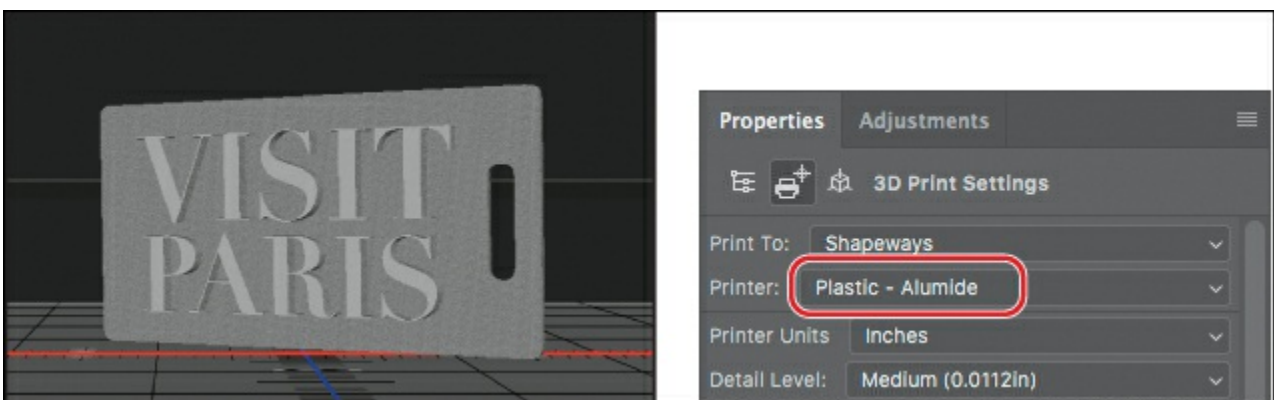 VISIT
PARIS
Properties Adjustments
3D Print Settings
Print To: Shapeways
Printer: Plastic - Alumide
Printer Units Inches
Detail Level: Medium (0.0112in)